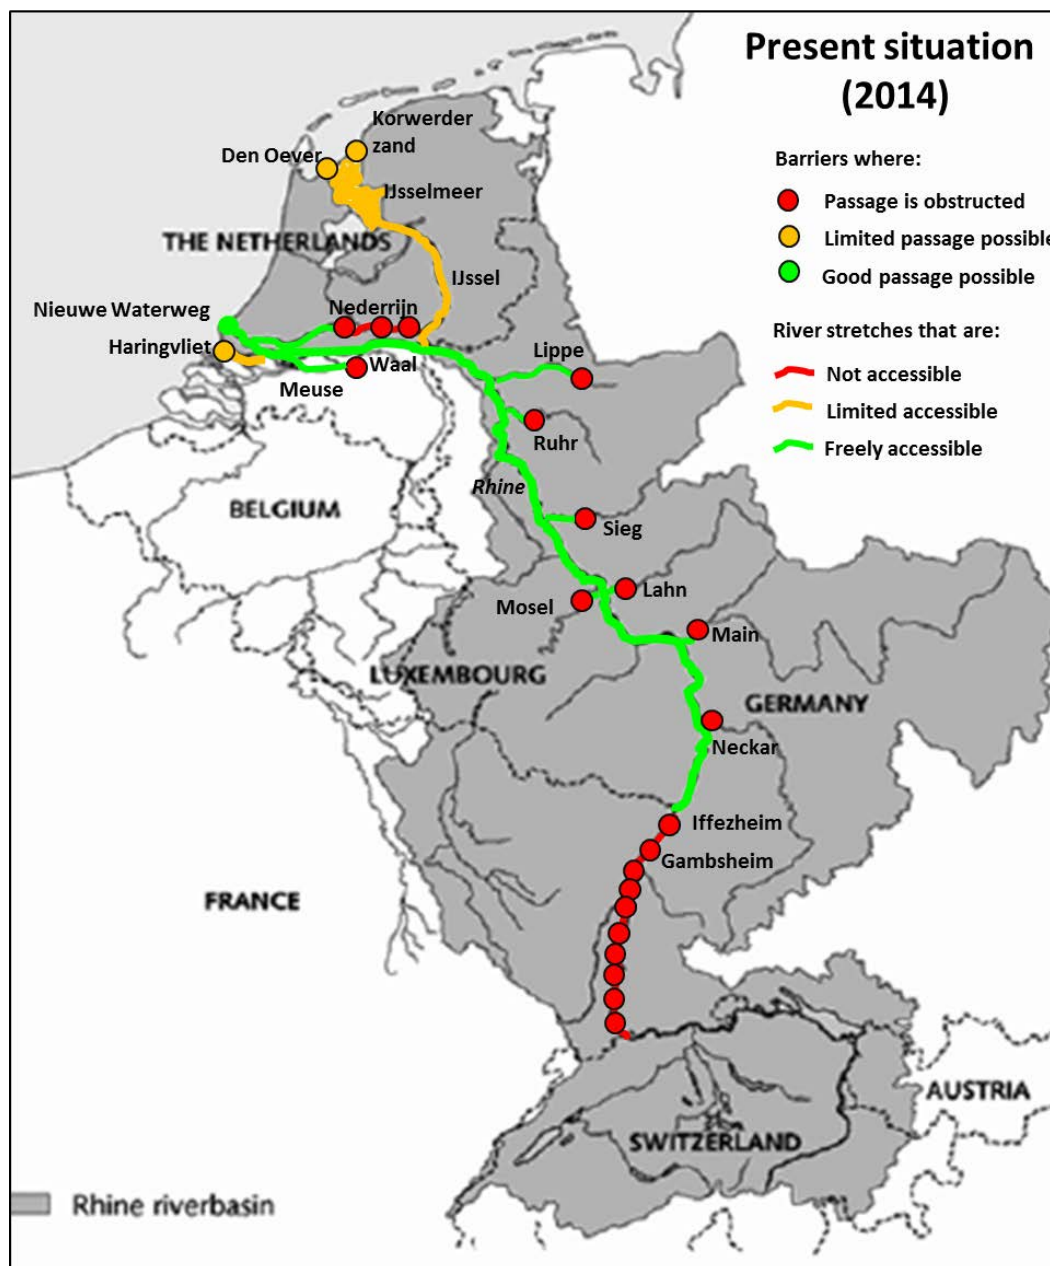 Present situation
(2014)
Barriers where:
Passage is obstructed
Limited passage possible
Good passage possible
River stretches that are:
Not accessible
Limited accessible
Freely accessible
Korwerder
zand
Den Oever
IJsselmeer
THE NETHERLANDS
IJssel
Nieuwe Waterweg
Nederrijn
Haringvliet
Waal
Meuse
Lippe
Ruhr
Rhine
BELGIUM
Sieg
Lahn
Mosel
Main
LUXEMBOURG
GERMANY
Neckar
Iffezheim
Gambsheim
FRANCE
AUSTRIA
SWITZERLAND
Rhine riverbasin